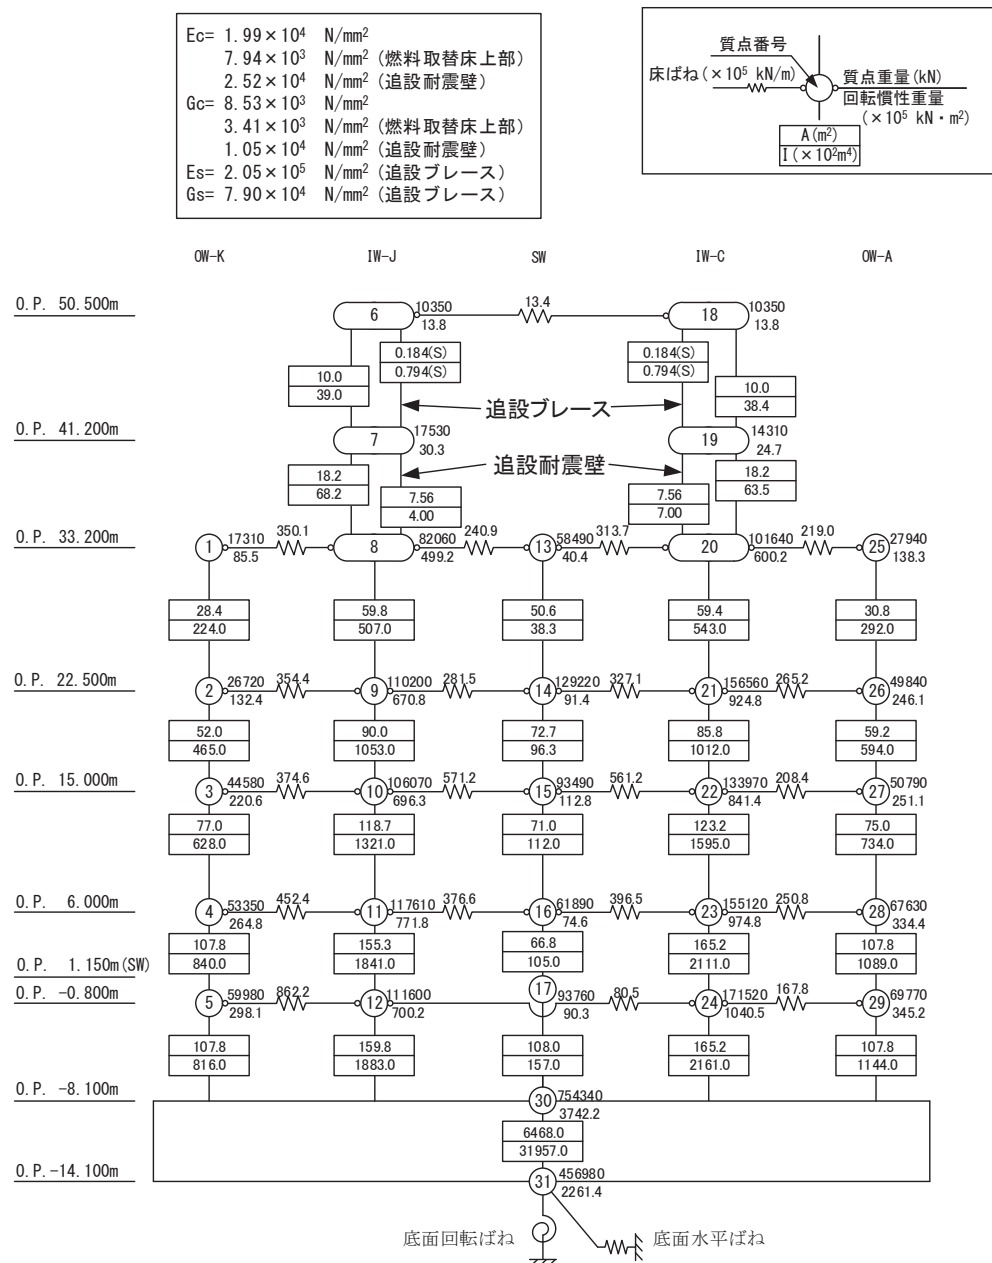 Ec= 1.99×10⁴ N/mm²
7.94×10³ N/mm² (燃料取替床上部)
2.52×10⁴ N/mm² (追設耐震壁)
Gc= 8.53×10³ N/mm²
3.41×10³ N/mm² (燃料取替床上部)
1.05×10⁴ N/mm² (追設耐震壁)
Es= 2.05×10⁵ N/mm² (追設ブレース)
Gs= 7.90×10⁴ N/mm² (追設ブレース)
質点番号
床ばね(×10⁵ kN/m)
質点重量(kN)
回転慣性重量
(×10⁵ kN・m²)
A(m²)
I(×10²m⁴)
OW-K IW-J SW IW-C OW-A
O.P. 50.500m 6 10350 13.4 18 10350
13.8 13.8
0.184(S) 0.184(S)
0.794(S) 0.794(S)
10.0 10.0
39.0 38.4
追設ブレース
O.P. 41.200m 7 17530 19 14310
30.3 24.7
追設耐震壁
18.2 18.2
68.2 63.5
7.56 7.56
4.00 7.00
O.P. 33.200m 1 17310 350.1 8 82060 240.9 13 58490 313.7 20 101640 219.0 25 27940
85.5 499.2 40.4 600.2 138.3
28.4 59.8 50.6 59.4 30.8
224.0 507.0 38.3 543.0 292.0
O.P. 22.500m 2 26720 354.4 9 110200 281.5 14 129220 327.1 21 156560 265.2 26 49840
132.4 670.8 91.4 924.8 246.1
52.0 90.0 72.7 85.8 59.2
465.0 1053.0 96.3 1012.0 594.0
O.P. 15.000m 3 44580 374.6 10 106070 571.2 15 93490 561.2 22 133970 208.4 27 50790
220.6 696.3 112.8 841.4 251.1
77.0 118.7 71.0 123.2 75.0
628.0 1321.0 112.0 1595.0 734.0
O.P. 6.000m 4 53350 452.4 11 117610 376.6 16 61890 396.5 23 155120 250.8 28 67630
264.8 771.8 74.6 974.8 334.4
107.8 155.3 66.8 165.2 107.8
840.0 1841.0 105.0 2111.0 1089.0
O.P. 1.150m(SW)
O.P. -0.800m 5 59980 862.2 12 111600 17 93760 80.5 24 171520 167.8 29 69770
298.1 700.2 90.3 1040.5 345.2
107.8 159.8 108.0 165.2 107.8
816.0 1883.0 157.0 2161.0 1144.0
O.P. -8.100m 30 754340
3742.2
6468.0
31957.0
O.P.-14.100m 31 456980
2261.4
底面回転ばね 底面水平ばね